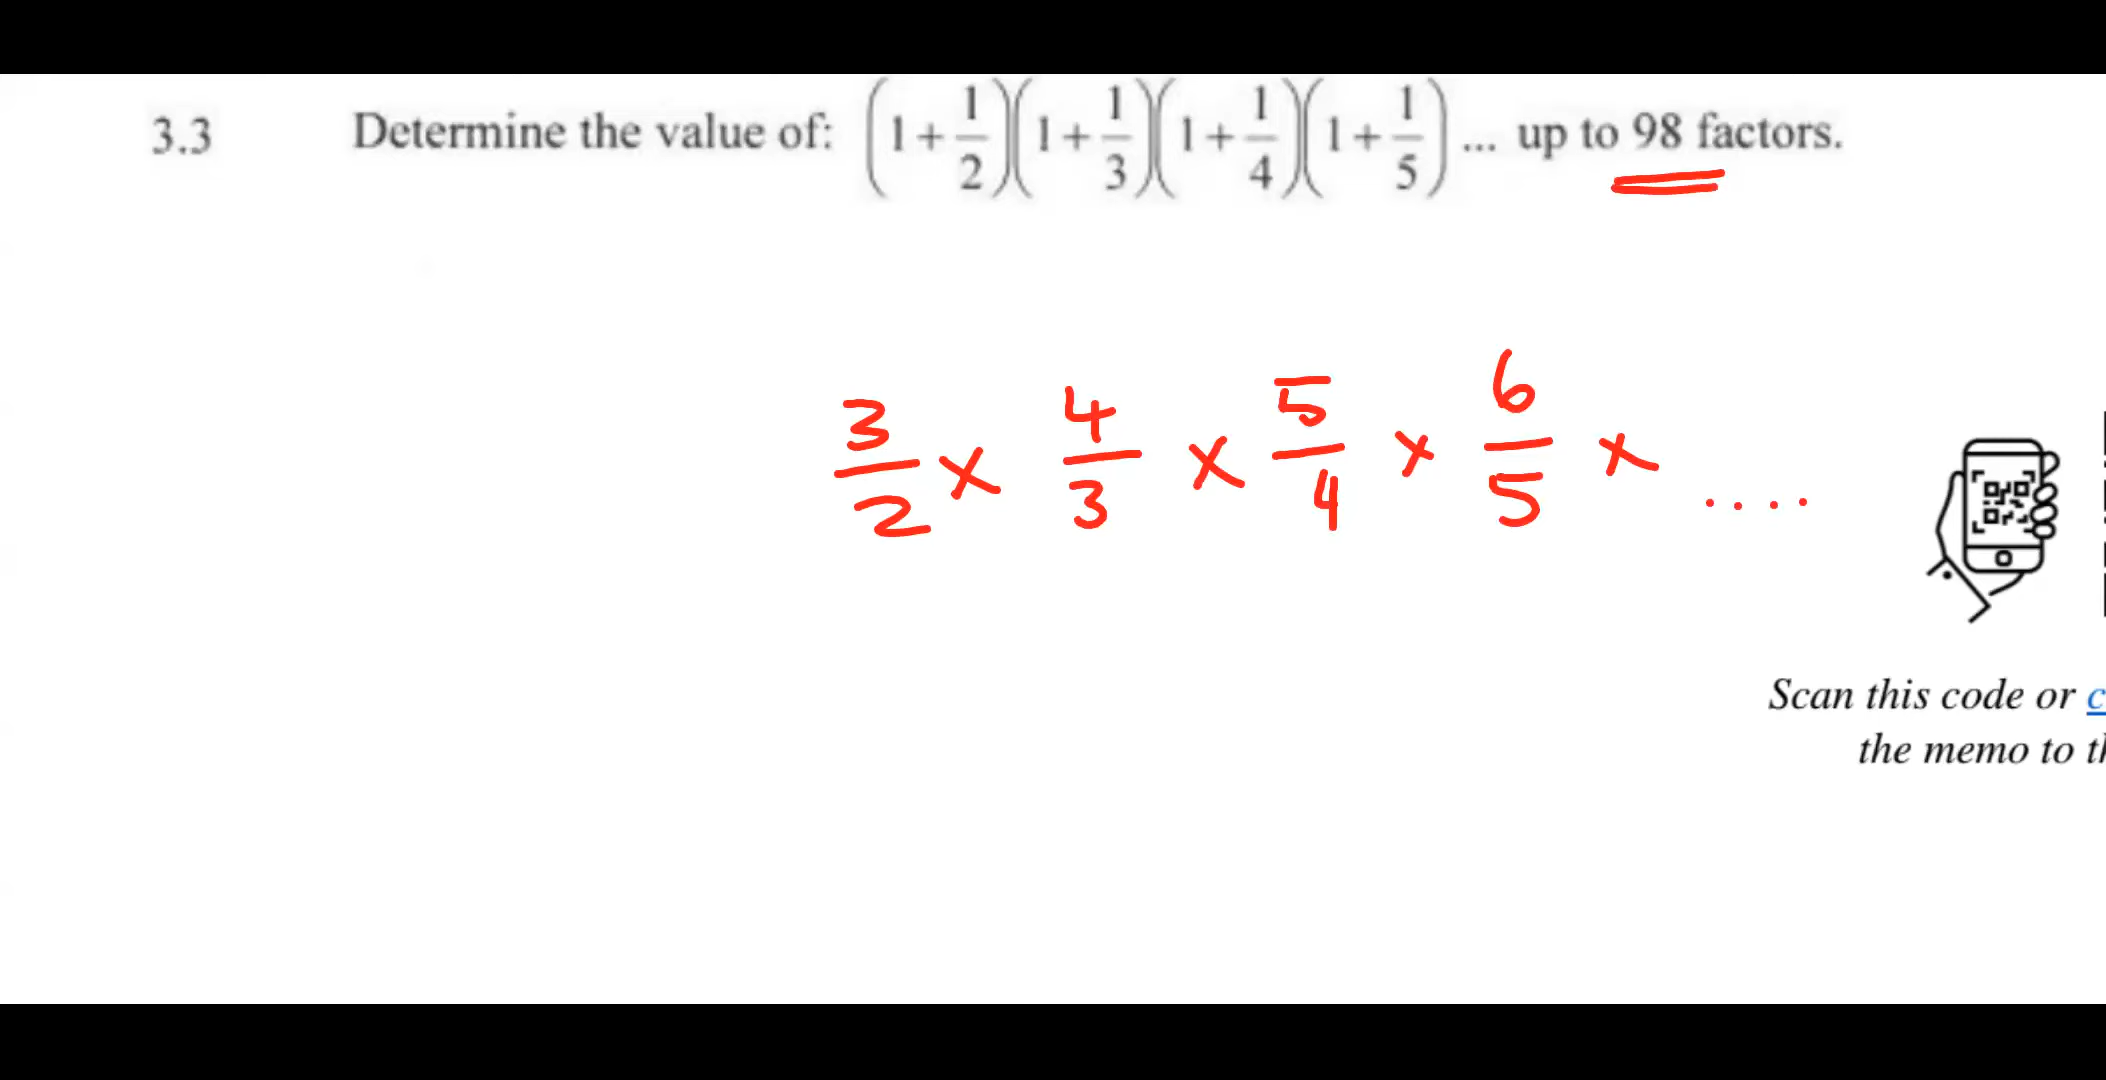 3.3 Determine the value of: (1 + 1/2)(1 + 1/3)(1 + 1/4)(1 + 1/5) ... up to 98 factors.
3/2 × 4/3 × 5/4 × 6/5 × ....
Scan this code or c
the memo to th